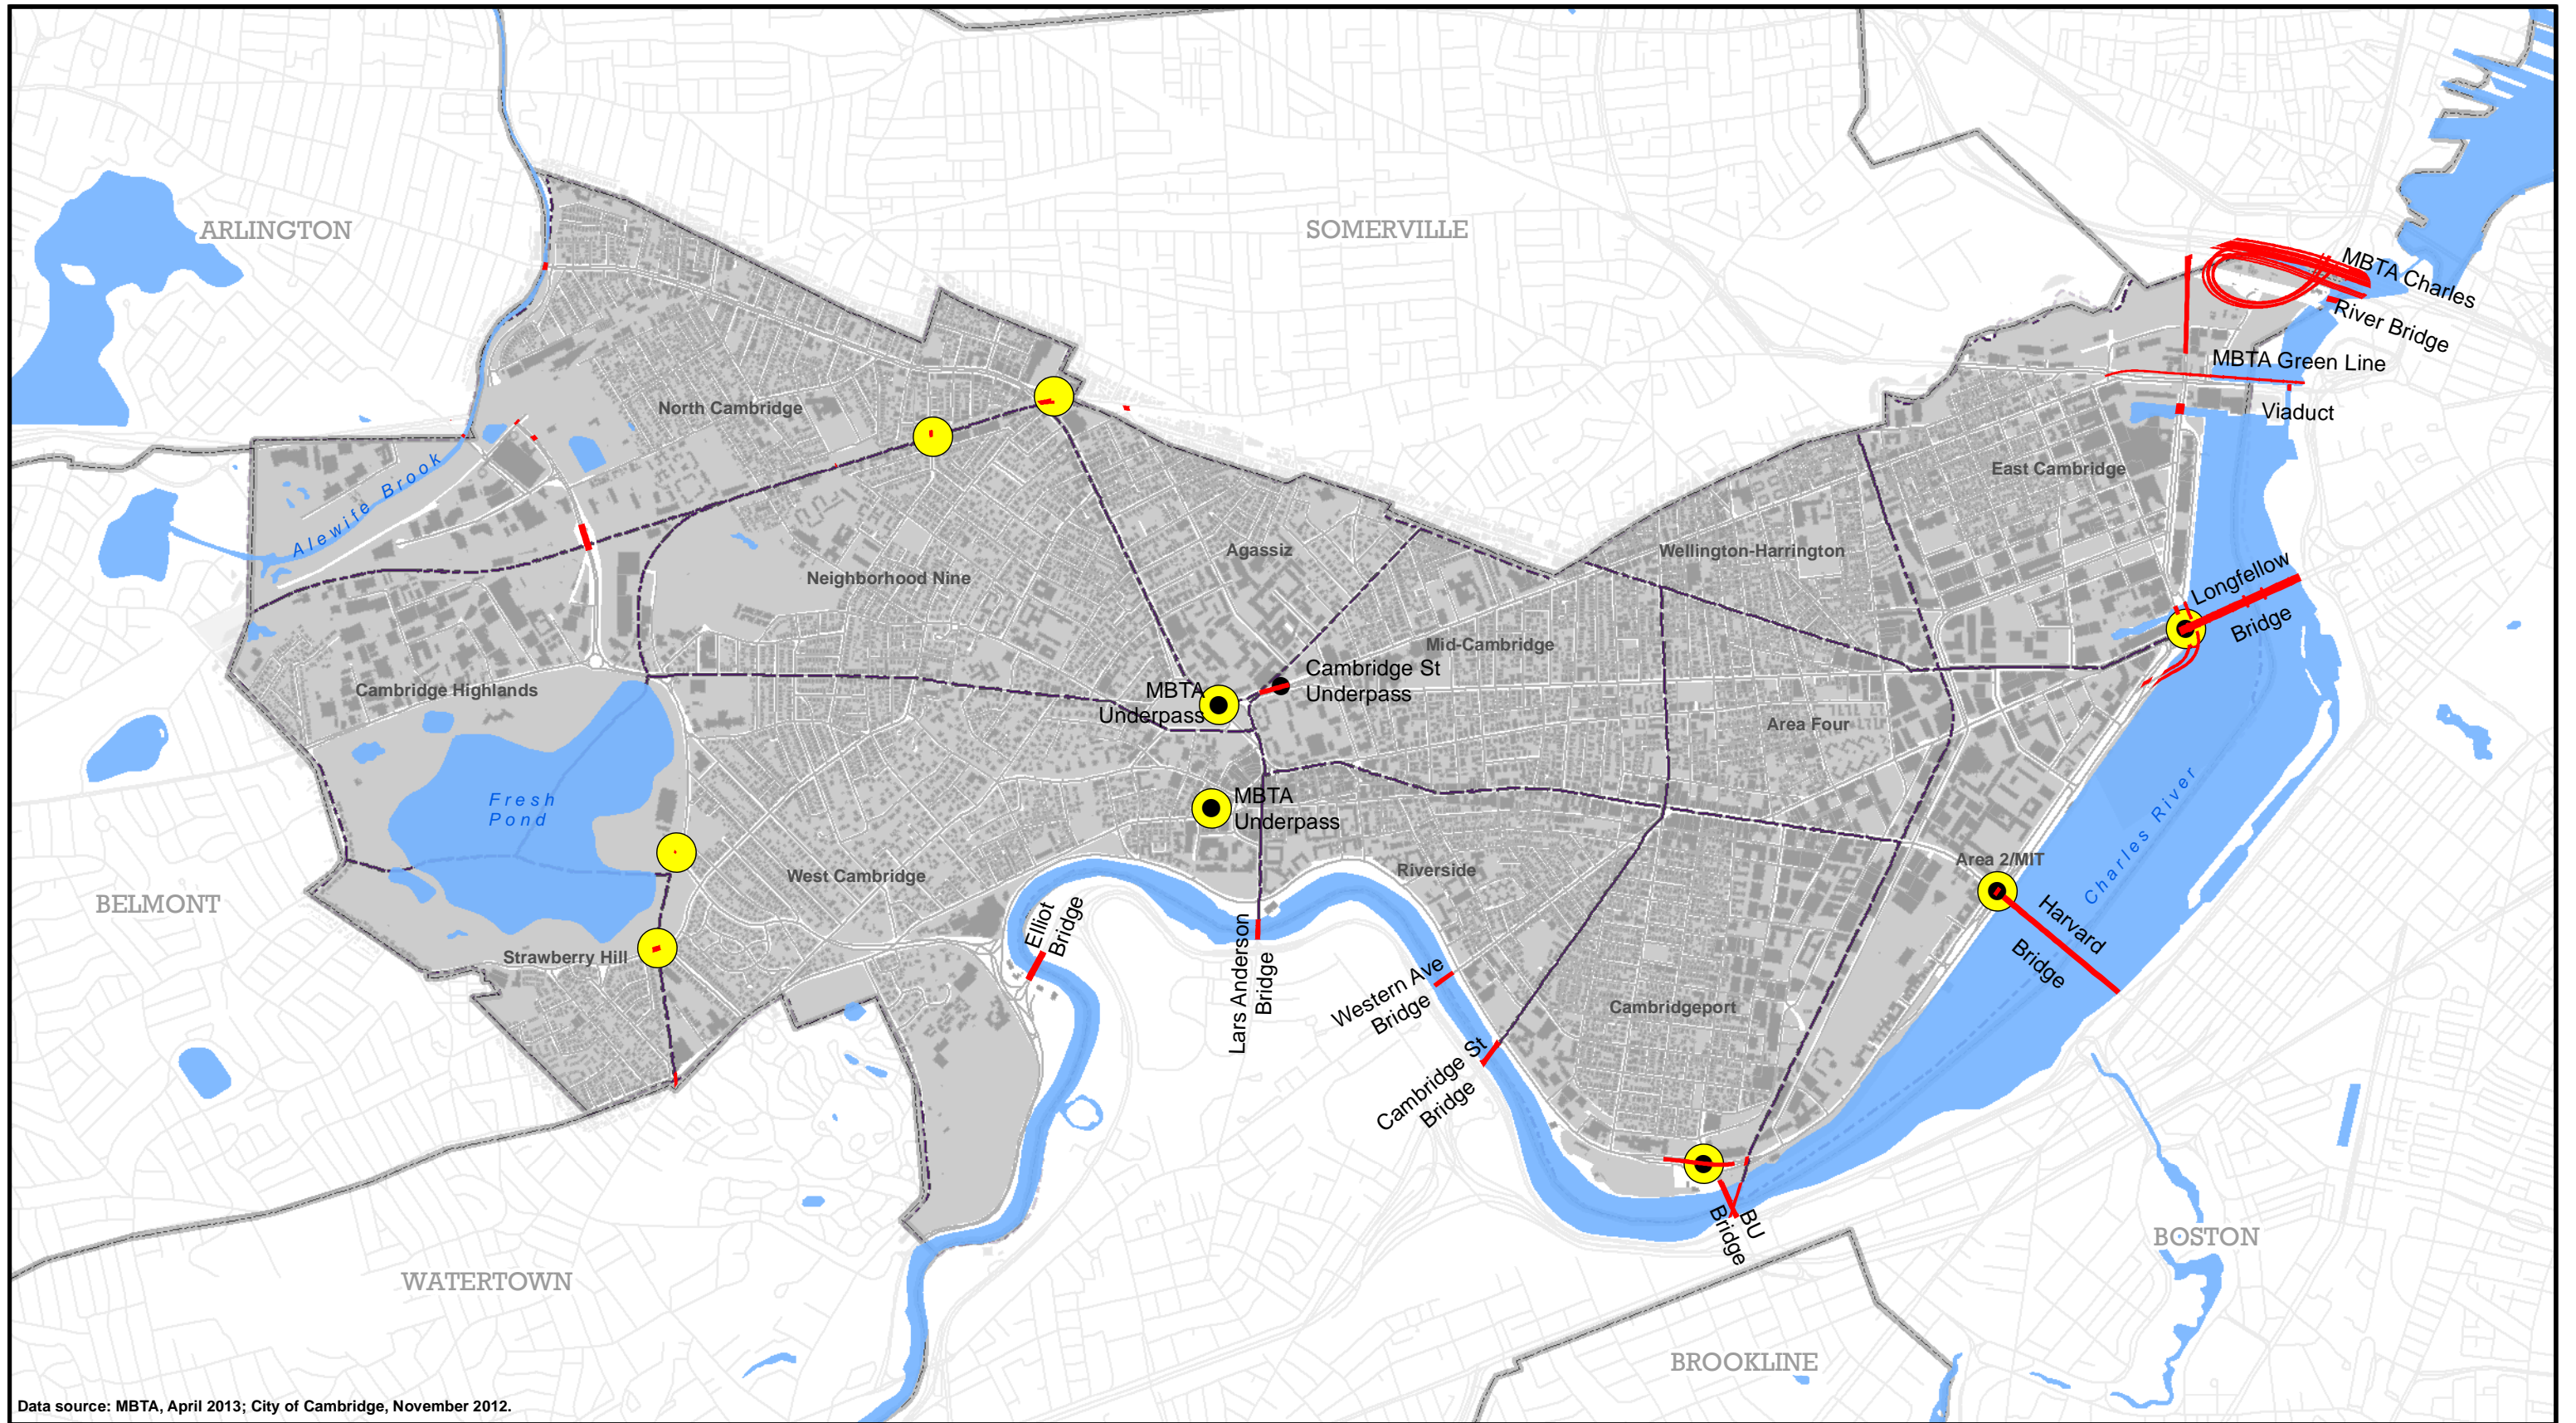 ARLINGTON
SOMERVILLE
MBTA Charles
River Bridge
MBTA Green Line
Viaduct
North Cambridge
East Cambridge
Alewife Brook
Agassiz
Wellington-Harrington
Neighborhood Nine
Longfellow
Bridge
Mid-Cambridge
Cambridge St
Underpass
MBTA
Underpass
Cambridge Highlands
Area Four
Fresh
Pond
MBTA
Underpass
Charles River
Area 2/MIT
West Cambridge
Riverside
BELMONT
Harvard
Bridge
Elliot
Bridge
Lars Anderson
Bridge
Strawberry Hill
Western Ave
Bridge
Cambridgeport
Cambridge St
Bridge
BU
Bridge
BOSTON
WATERTOWN
BROOKLINE
Data source: MBTA, April 2013; City of Cambridge, November 2012.